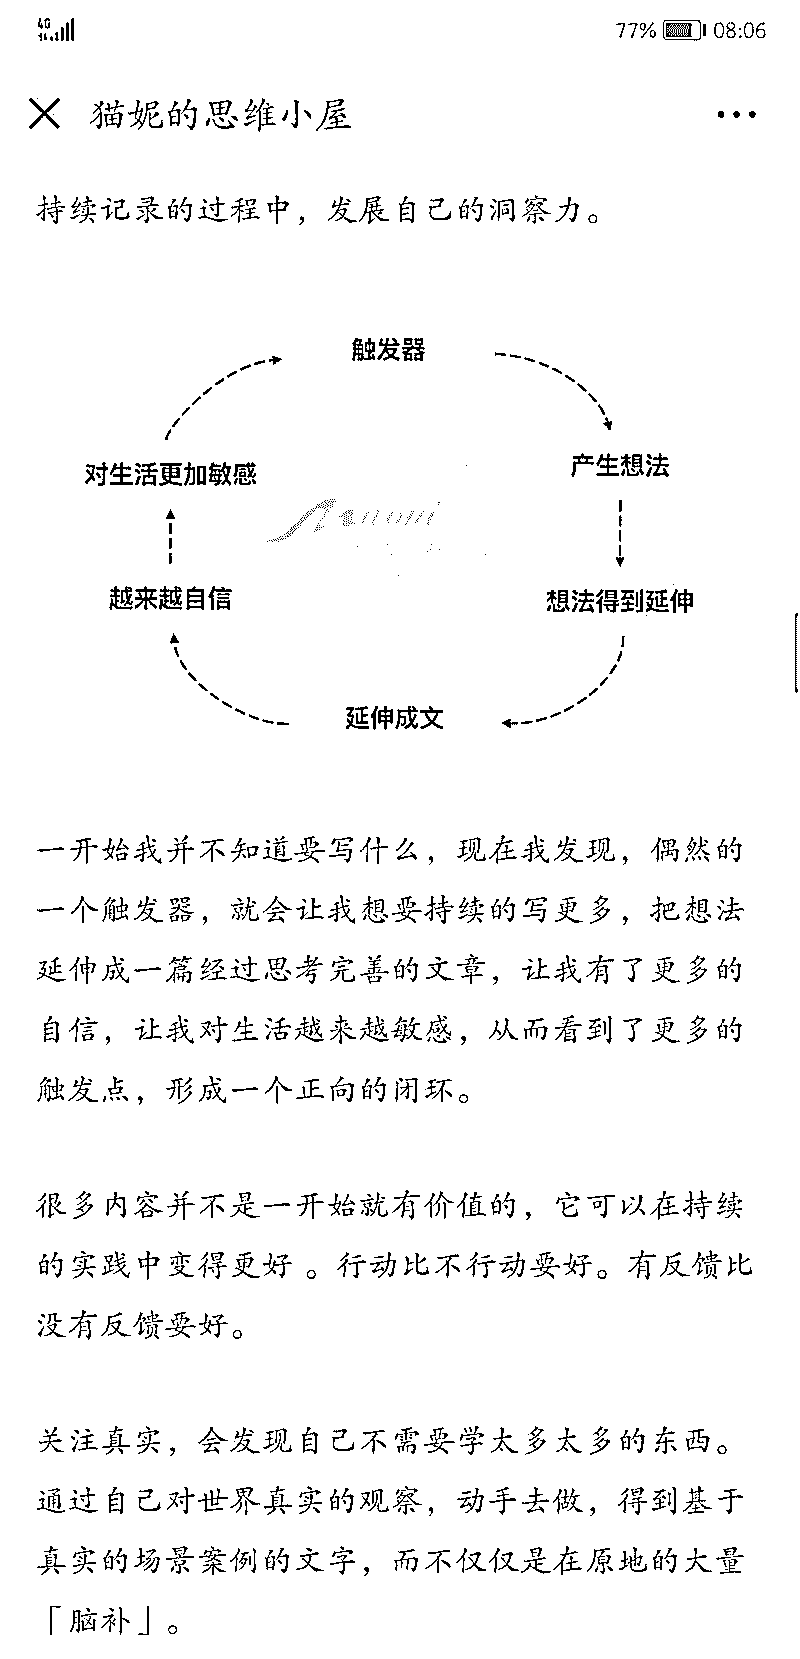 4G 77% 08:06
猫妮的思维小屋
持续记录的过程中，发展自己的洞察力。
触发器
对生活更加敏感 产生想法
越来越自信 想法得到延伸
延伸成文
一开始我并不知道要写什么，现在我发现，偶然的
一个触发器，就会让我想要持续的写更多，把想法
延伸成一篇经过思考完善的文章，让我有了更多的
自信，让我对生活越来越敏感，从而看到了更多的
触发点，形成一个正向的闭环。
很多内容并不是一开始就有价值的，它可以在持续
的实践中变得更好 。行动比不行动要好。有反馈比
没有反馈要好。
关注真实，会发现自己不需要学太多太多的东西。
通过自己对世界真实的观察，动手去做，得到基于
真实的场景案例的文字，而不仅仅是在原地的大量
「脑补」。